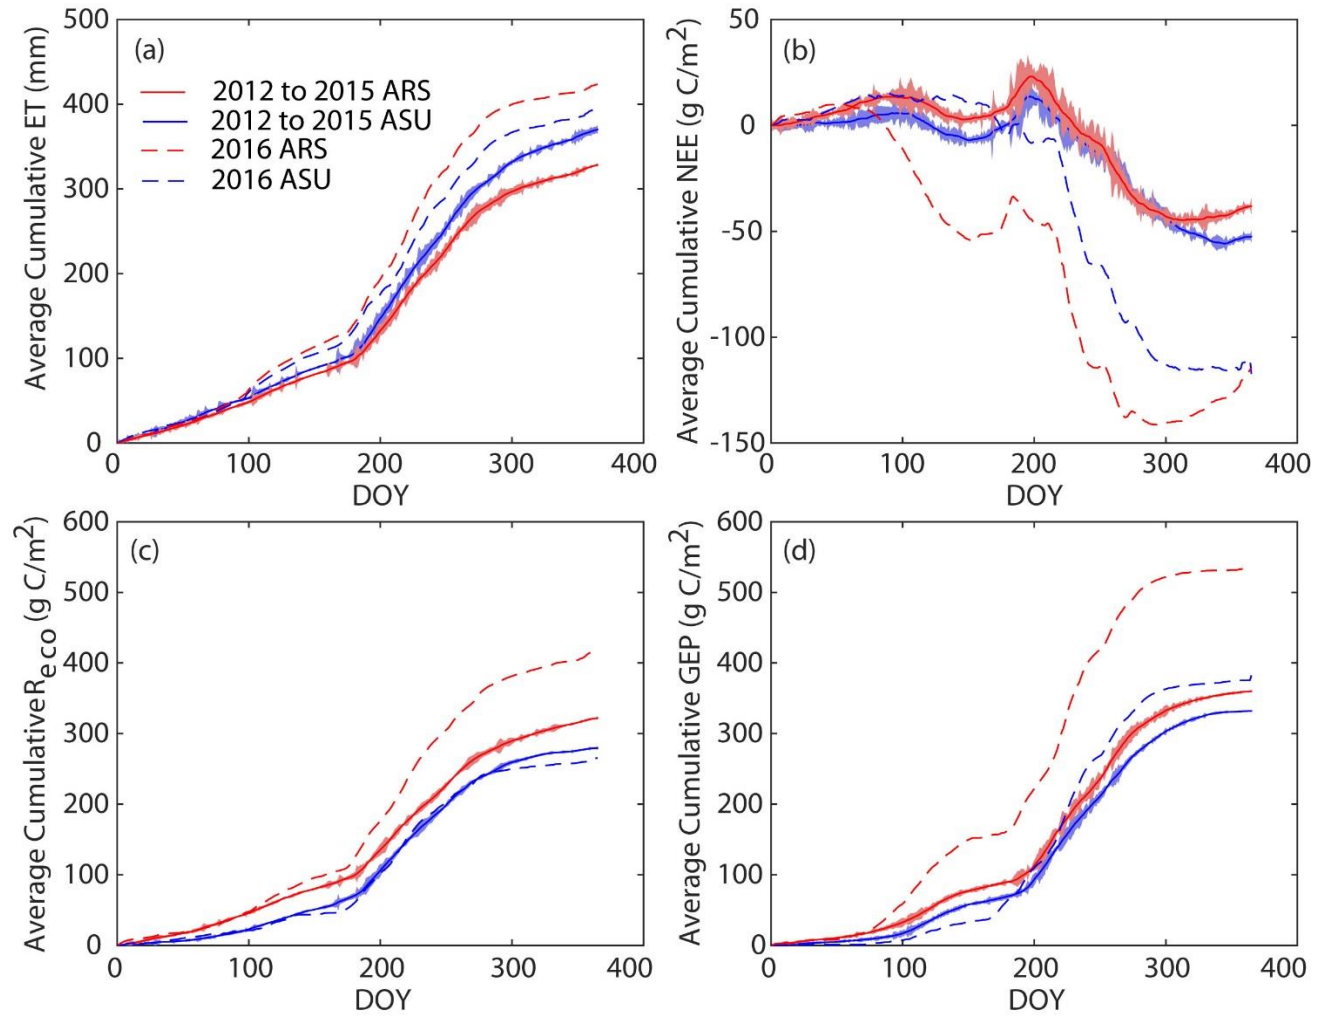 Average Cumulative ET (mm)
500
400
300
200
100
0
(a)
2012 to 2015 ARS
2012 to 2015 ASU
2016 ARS
2016 ASU
0 100 200 300 400
DOY
Average Cumulative NEE (g C/m²)
50
0
-50
-100
-150
(b)
0 100 200 300 400
DOY
Average Cumulative R eco (g C/m²)
600
500
400
300
200
100
0
(c)
0 100 200 300 400
DOY
Average Cumulative GEP (g C/m²)
600
500
400
300
200
100
0
(d)
0 100 200 300 400
DOY